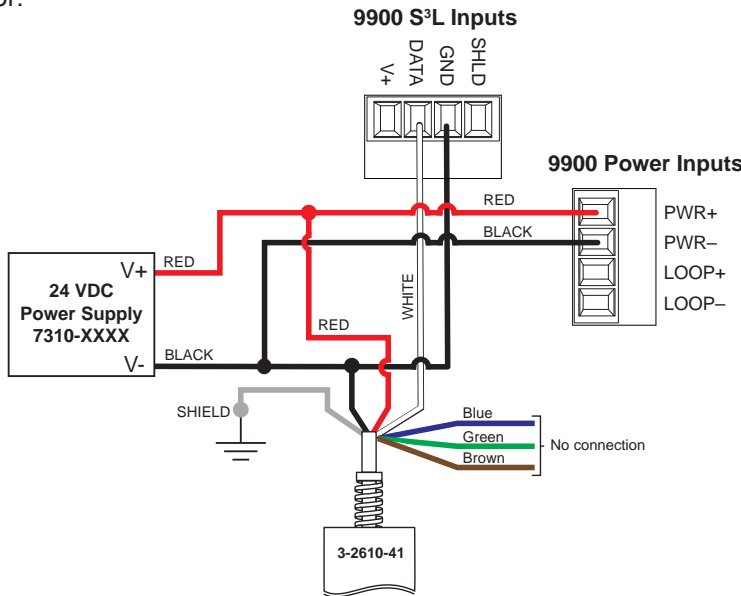 or:
9900 S³L Inputs
V+
DATA
GND
SHLD
9900 Power Inputs
RED
PWR+
BLACK
PWR–
LOOP+
LOOP–
V+
RED
24 VDC
Power Supply
7310-XXXX
V-
BLACK
RED
WHITE
SHIELD
Blue
Green
Brown
No connection
3-2610-41